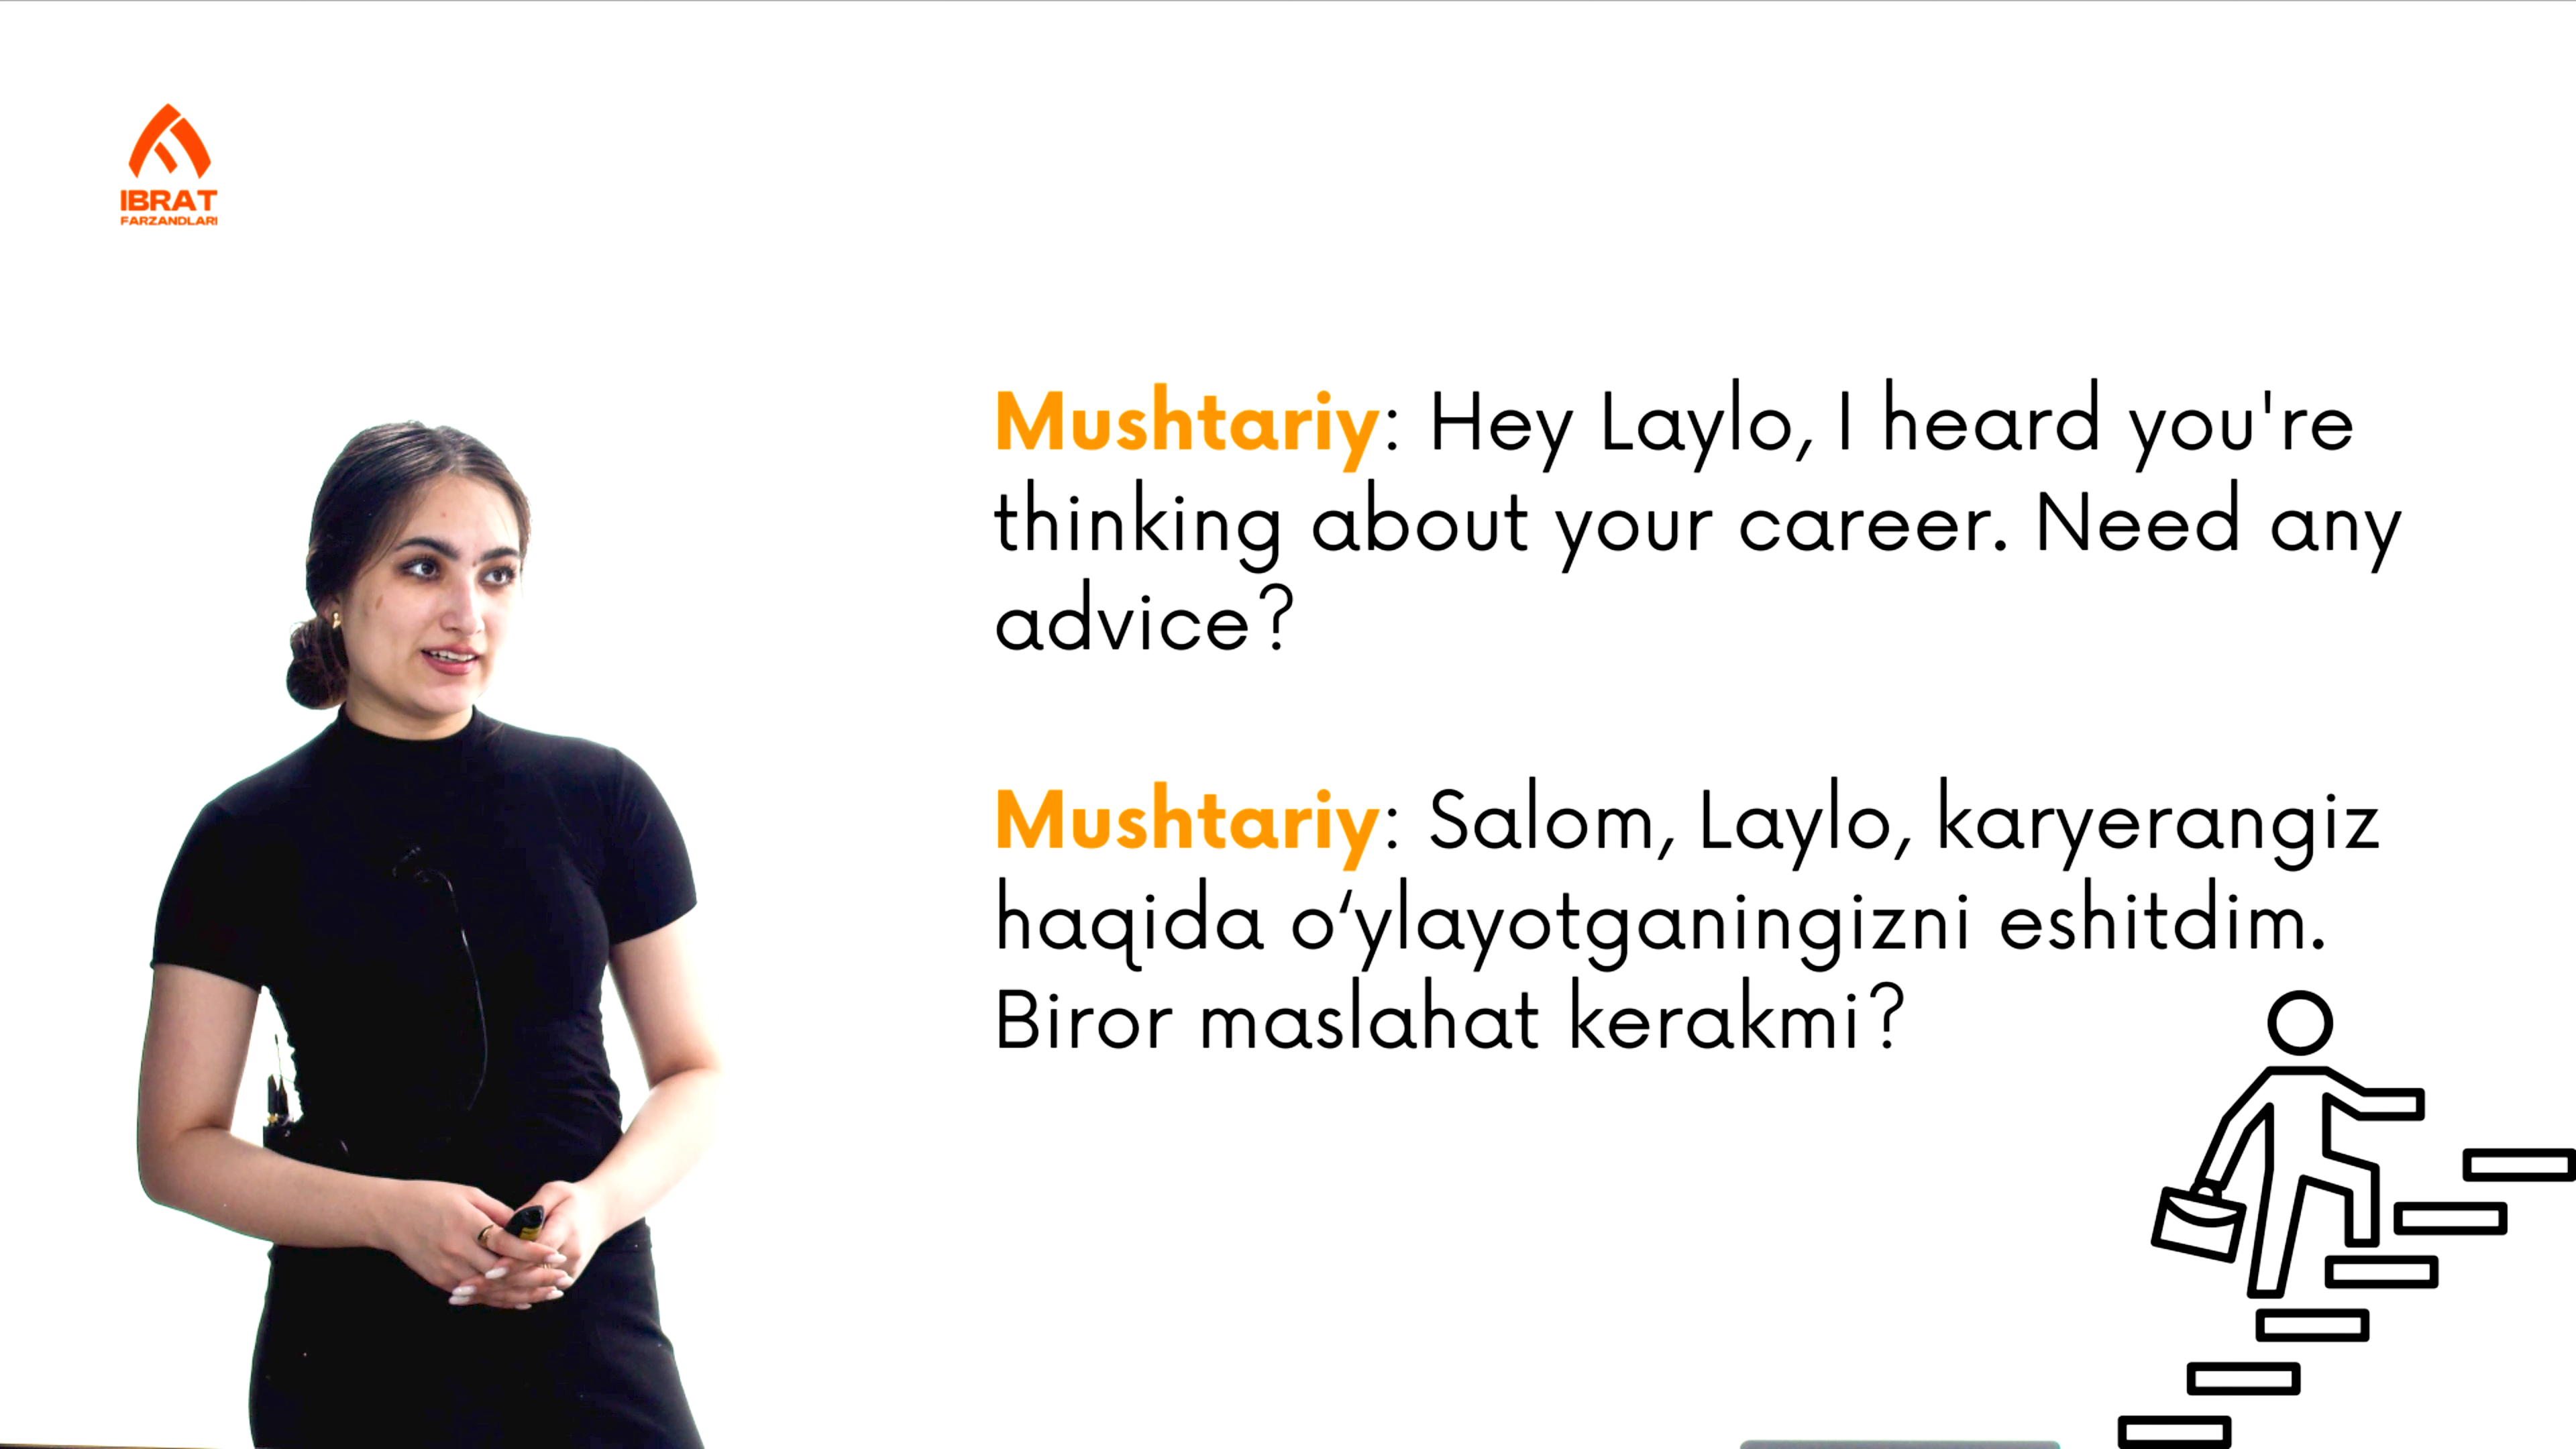 IBRAT
FARZANDLARI
Mushtariy: Hey Laylo, I heard you're
thinking about your career. Need any
advice?
Mushtariy: Salom, Laylo, karyerangiz
haqida o‘ylayotganingizni eshitdim.
Biror maslahat kerakmi?